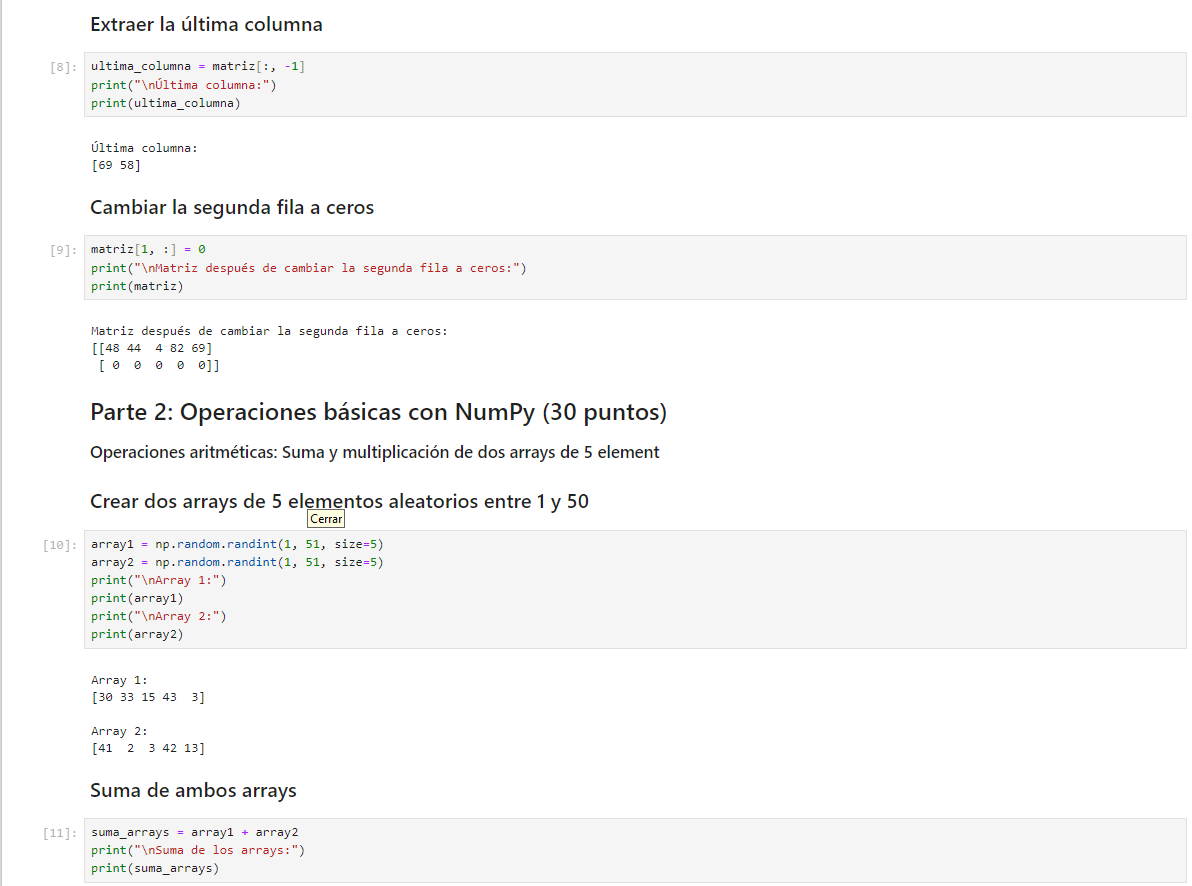 Extraer la última columna
[8]: ultima_columna = matriz[:, -1]
print("\nÚltima columna:")
print(ultima_columna)
Última columna:
[69 58]
Cambiar la segunda fila a ceros
[9]: matriz[1, :] = 0
print("\nMatriz después de cambiar la segunda fila a ceros:")
print(matriz)
Matriz después de cambiar la segunda fila a ceros:
[[48 44  4 82 69]
 [ 0  0  0  0  0]]
Parte 2: Operaciones básicas con NumPy (30 puntos)
Operaciones aritméticas: Suma y multiplicación de dos arrays de 5 element
Crear dos arrays de 5 elementos aleatorios entre 1 y 50
Cerrar
[10]: array1 = np.random.randint(1, 51, size=5)
array2 = np.random.randint(1, 51, size=5)
print("\nArray 1:")
print(array1)
print("\nArray 2:")
print(array2)
Array 1:
[30 33 15 43  3]
Array 2:
[41  2  3 42 13]
Suma de ambos arrays
[11]: suma_arrays = array1 + array2
print("\nSuma de los arrays:")
print(suma_arrays)